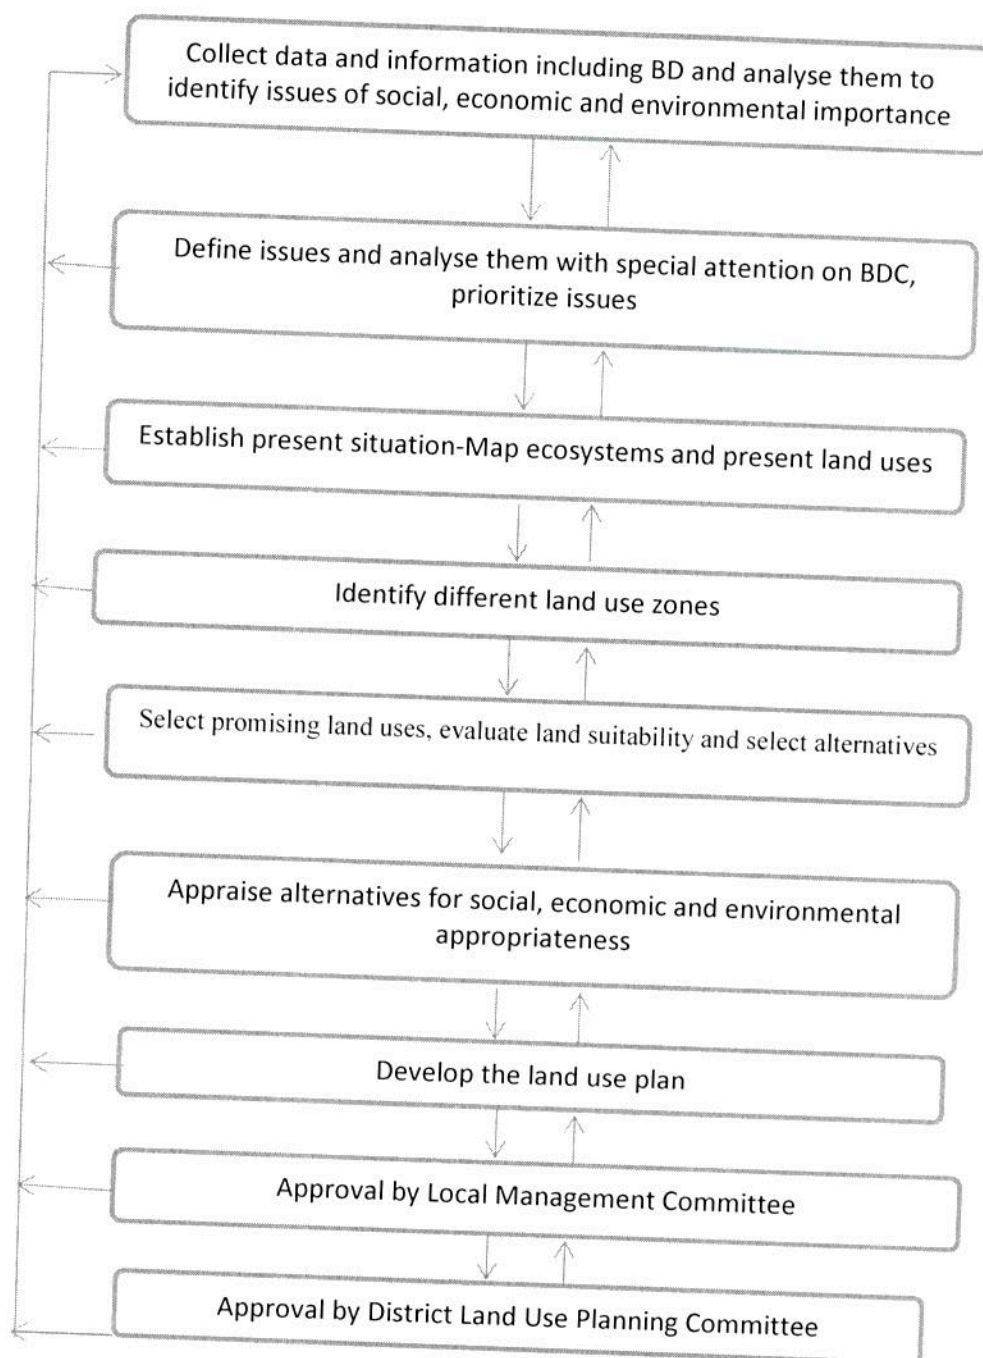 Collect data and information including BD and analyse them to
identify issues of social, economic and environmental importance
Define issues and analyse them with special attention on BDC,
prioritize issues
Establish present situation-Map ecosystems and present land uses
Identify different land use zones
Select promising land uses, evaluate land suitability and select alternatives
Appraise alternatives for social, economic and environmental
appropriateness
Develop the land use plan
Approval by Local Management Committee
Approval by District Land Use Planning Committee